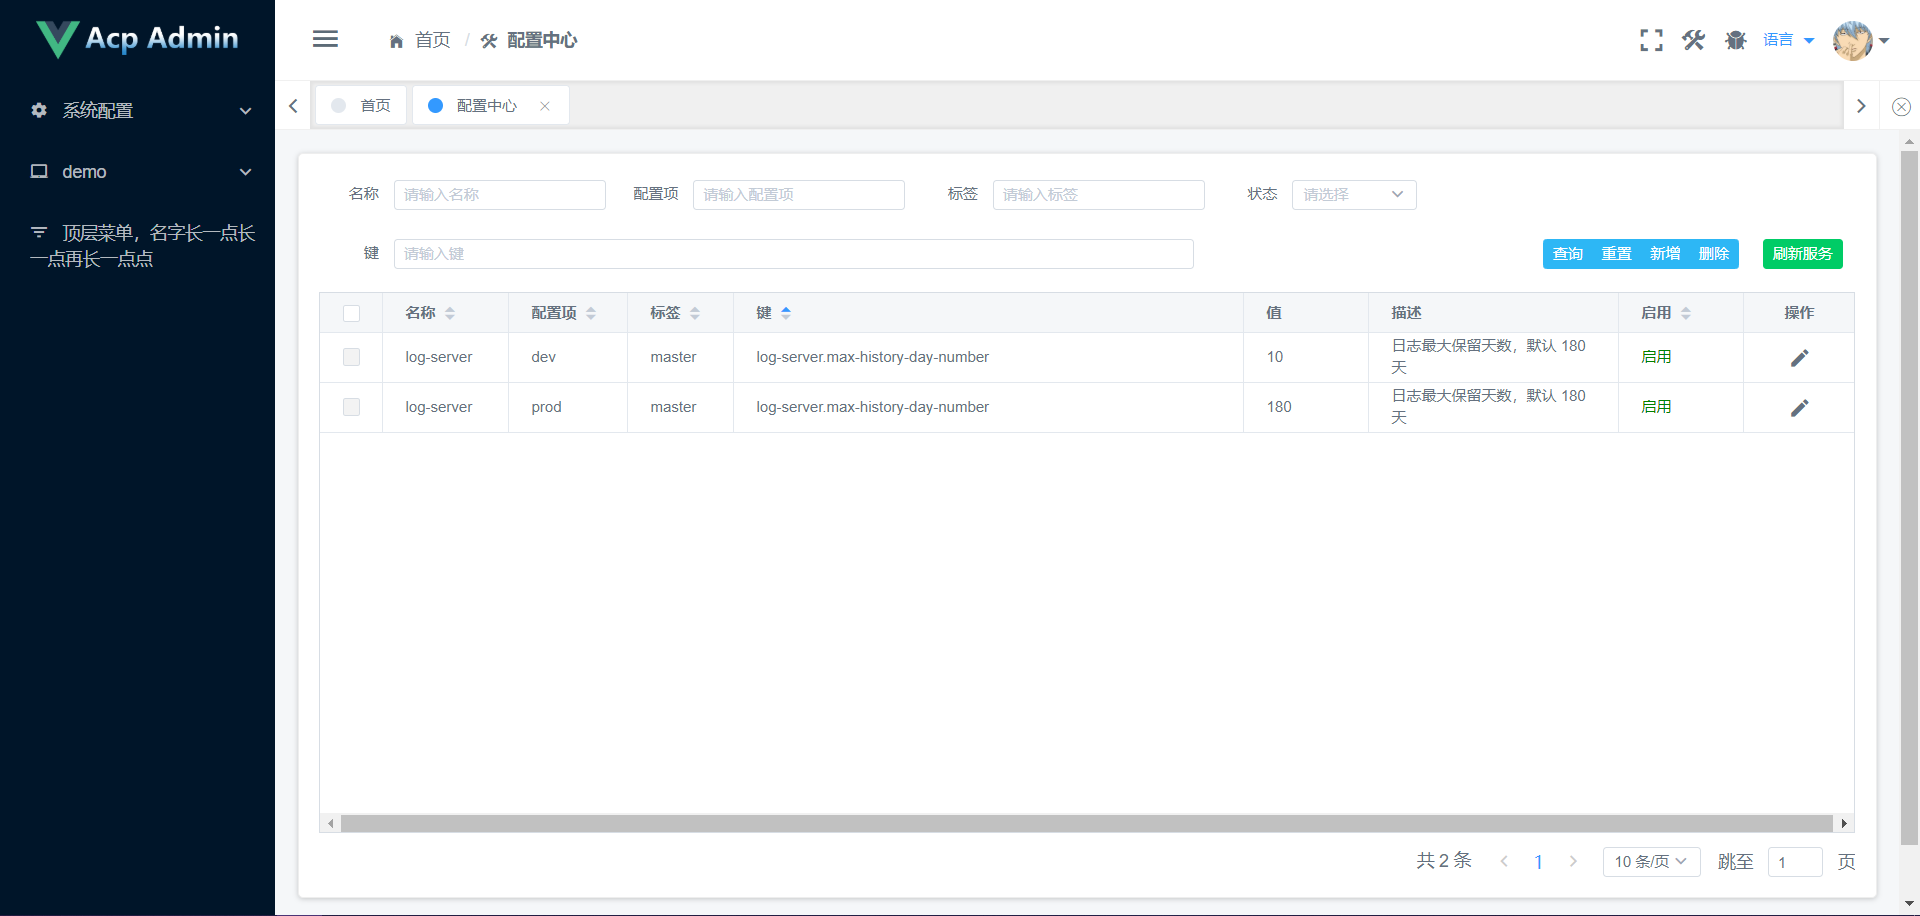 Acp Admin
系统配置
demo
顶层菜单，名字长一点长
一点再长一点点
首页 / 配置中心
语言
首页
配置中心
名称 请输入名称 配置项 请输入配置项 标签 请输入标签 状态 请选择
键 请输入键 查询 重置 新增 删除 刷新服务
名称 配置项 标签 键 值 描述 启用 操作
log-server dev master log-server.max-history-day-number 10 日志最大保留天数，默认 180
天 启用
log-server prod master log-server.max-history-day-number 180 日志最大保留天数，默认 180
天 启用
共 2 条 1 10 条/页 跳至 1 页